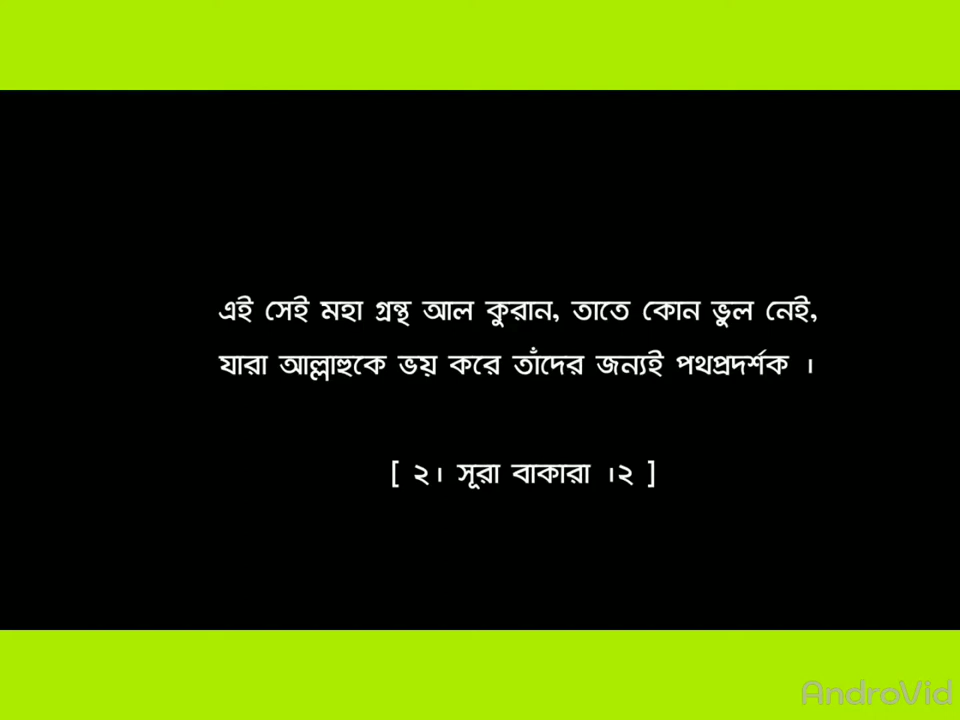 এই সেই মহা গ্রন্থ আল কুরান, তাতে কোন ভুল নেই,
যারা আল্লাহুকে ভয় করে তাঁদের জন্যই পথপ্রদর্শক ।
[ ২। সূরা বাকারা ।২ ]
AndroVid